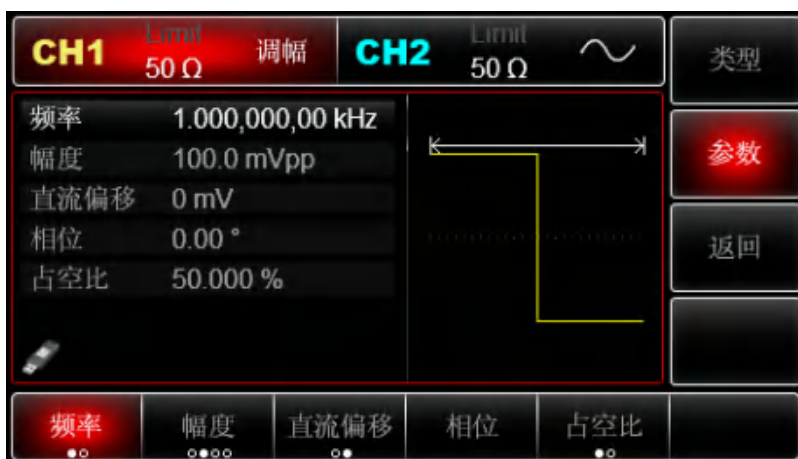 CH1 Limit 50 Ω 调幅 CH2 Limit 50 Ω
类型
频率 1.000,000,00 kHz
幅度 100.0 mVpp
参数
直流偏移 0 mV
相位 0.00 °
返回
占空比 50.000 %
频率 幅度 直流偏移 相位 占空比